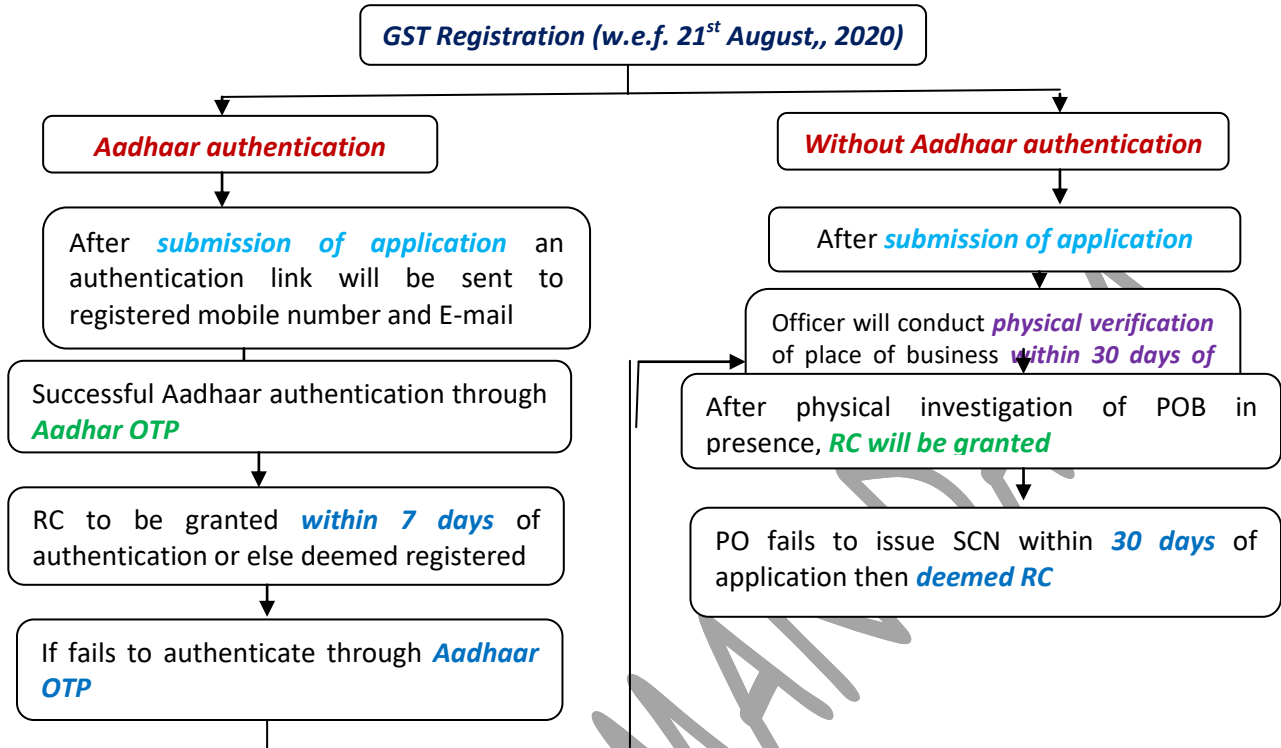 GST Registration (w.e.f. 21st August,, 2020)
Aadhaar authentication
After submission of application an
authentication link will be sent to
registered mobile number and E-mail
Successful Aadhaar authentication through
Aadhar OTP
RC to be granted within 7 days of
authentication or else deemed registered
If fails to authenticate through Aadhaar
OTP
Without Aadhaar authentication
After submission of application
Officer will conduct physical verification
of place of business within 30 days of
After physical investigation of POB in
presence, RC will be granted
PO fails to issue SCN within 30 days of
application then deemed RC